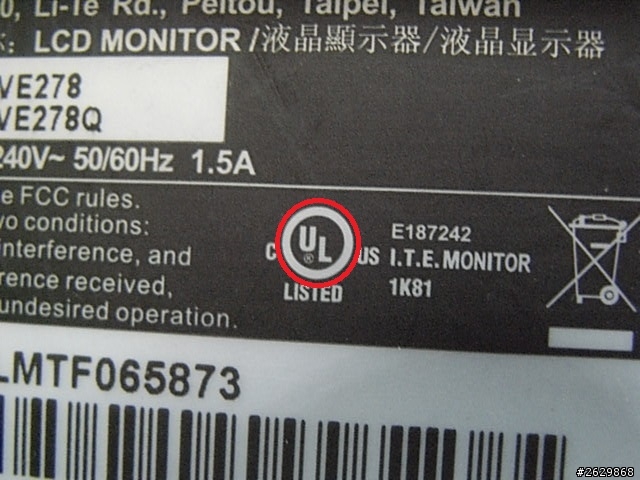 0, Li-Te Rd., Peitou, Taipei, Taiwan
: LCD MONITOR /液晶顯示器/液晶显示器
VE278
VE278Q
240V~ 50/60Hz 1.5A
e FCC rules.
wo conditions:
interference, and
rence received,
undesired operation.
C UL ® US
LISTED
E187242
I.T.E. MONITOR
1K81
LMTF065873
#2629868